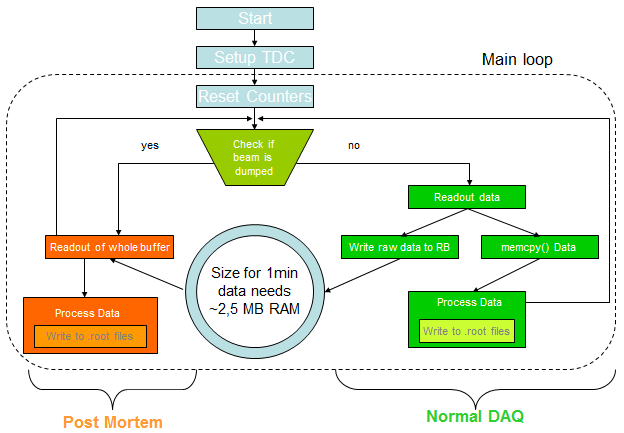 Start
Setup TDC
Main loop
Reset Counters
yes
Check if
beam is
dumped
no
Readout data
Readout of whole buffer
Write raw data to RB
memcpy() Data
Size for 1min
data needs
~2,5 MB RAM
Process Data
Write to .root files
Process Data
Write to .root files
Post Mortem
Normal DAQ